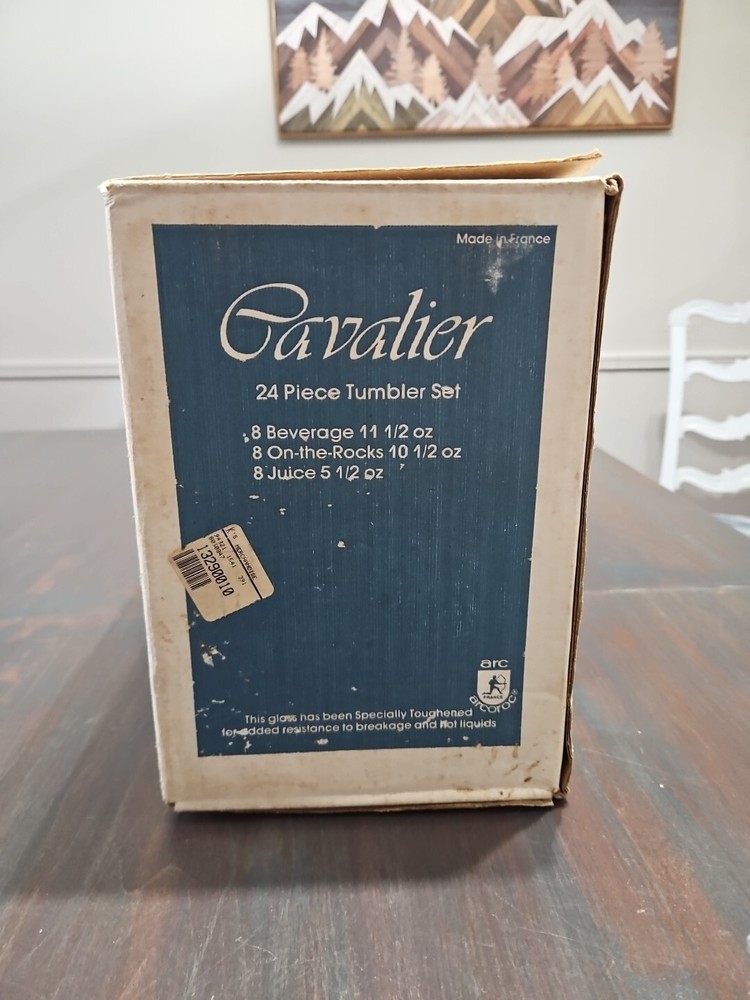 Made in France
Cavalier
24 Piece Tumbler Set
8 Beverage 11 1/2 oz
8 On-the-Rocks 10 1/2 oz
8 Juice 5 1/2 oz
K's MERCHANDISE
13290010
arc
FRANCE
arcoroc®
This glass has been Specially Toughened
for added resistance to breakage and hot liquids